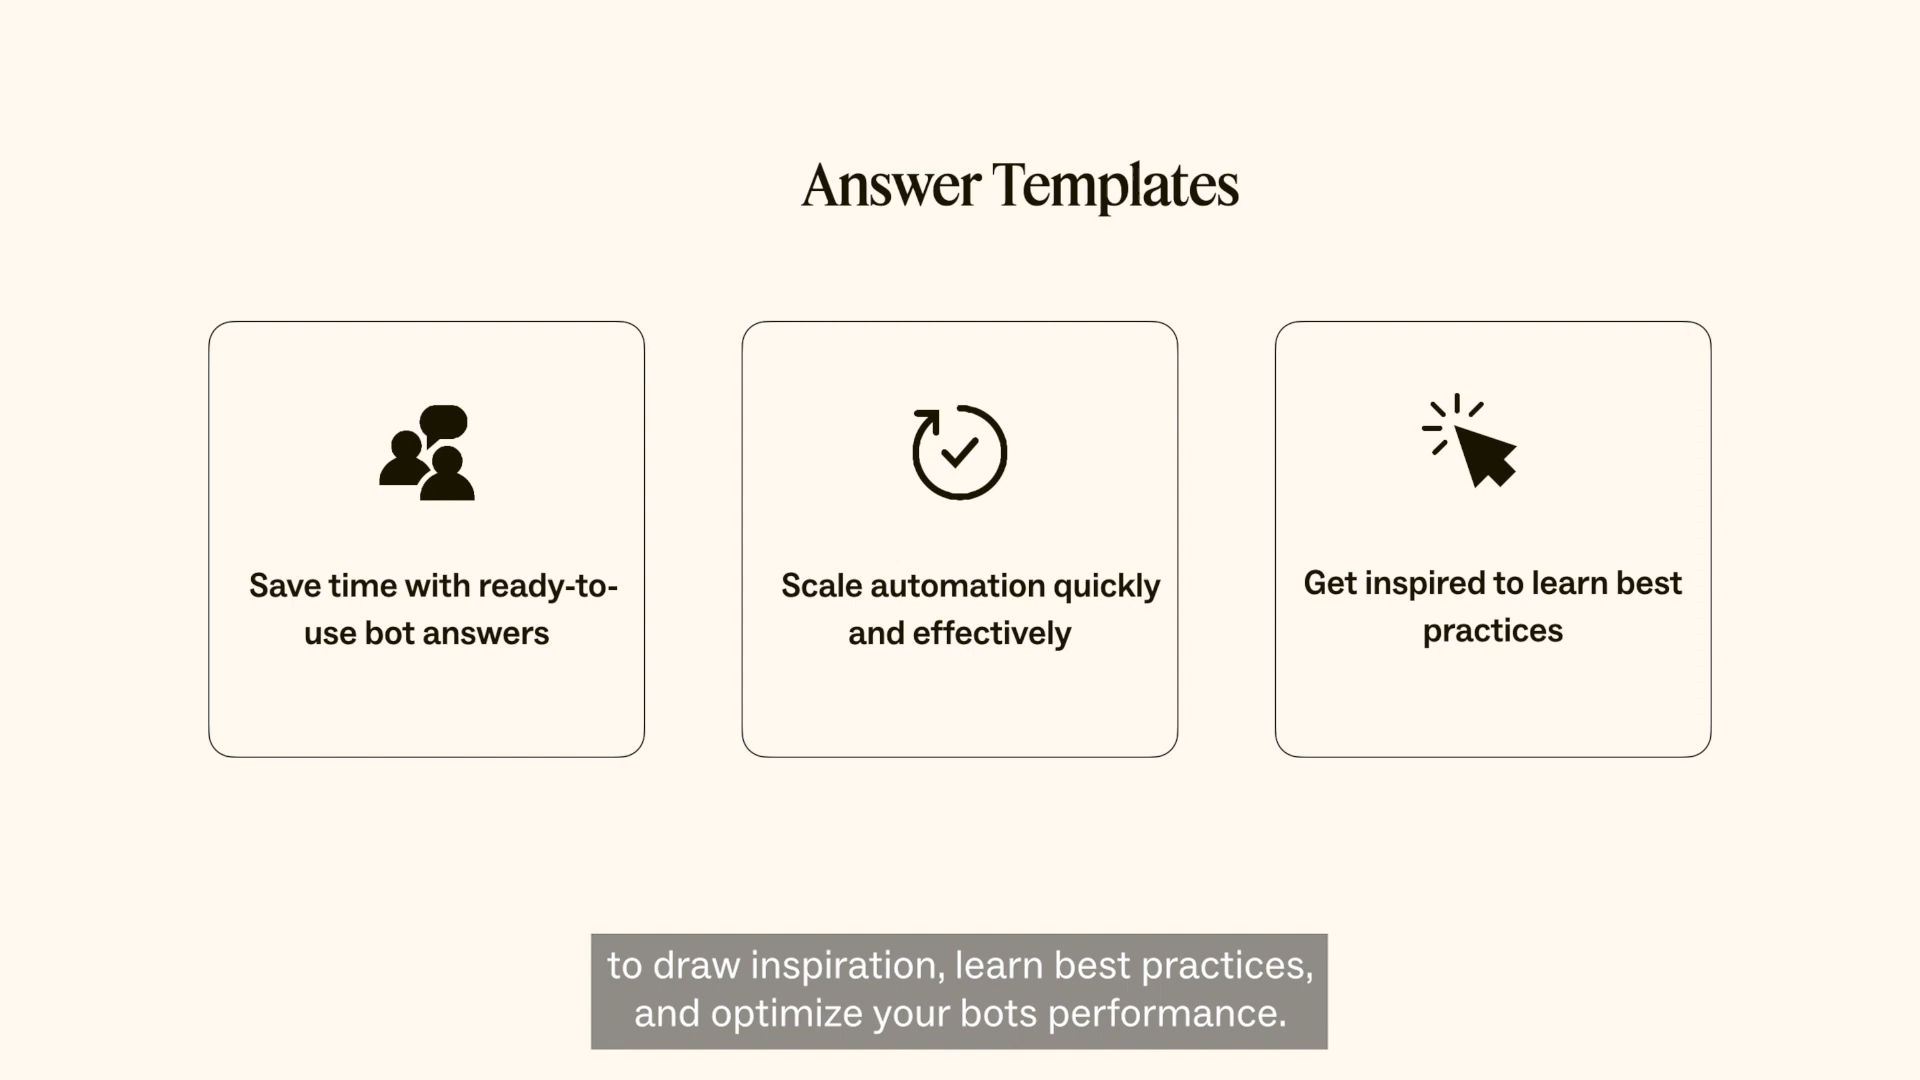 Answer Templates
Save time with ready-to-
use bot answers
Scale automation quickly
and effectively
Get inspired to learn best
practices
to draw inspiration, learn best practices,
and optimize your bots performance.